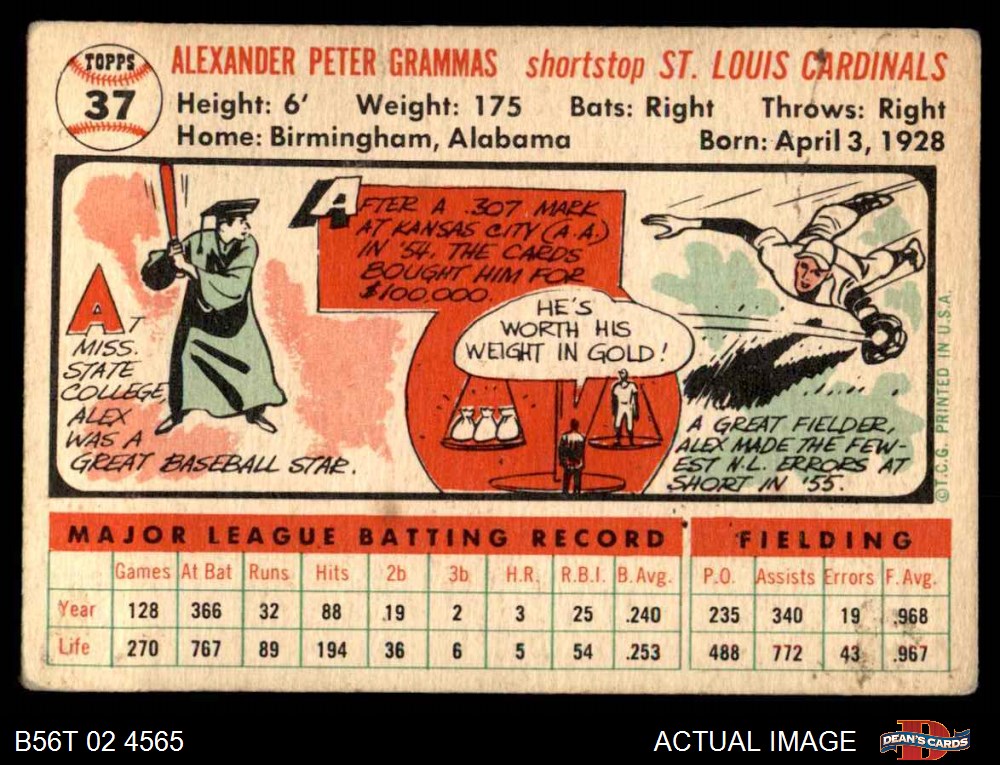 TOPPS
37
ALEXANDER PETER GRAMMAS shortstop ST. LOUIS CARDINALS
Height: 6' Weight: 175 Bats: Right Throws: Right
Home: Birmingham, Alabama Born: April 3, 1928
AT
MISS.
STATE
COLLEGE,
ALEX
WAS A
GREAT BASEBALL STAR.
AFTER A .307 MARK
AT KANSAS CITY (A.A.)
IN '54, THE CARDS
BOUGHT HIM FOR
$100,000.
HE'S
WORTH HIS
WEIGHT IN GOLD!
A GREAT FIELDER,
ALEX MADE THE FEW-
EST N.L. ERRORS AT
SHORT IN '55.
© T.C.G. PRINTED IN U.S.A.
MAJOR LEAGUE BATTING RECORD FIELDING
Games At Bat Runs Hits 2b 3b H.R. R.B.I. B. Avg. P.O. Assists Errors F. Avg.
Year 128 366 32 88 19 2 3 25 .240 235 340 19 .968
Life 270 767 89 194 36 6 5 54 .253 488 772 43 .967
B56T 02 4565 ACTUAL IMAGE DEAN'S CARDS